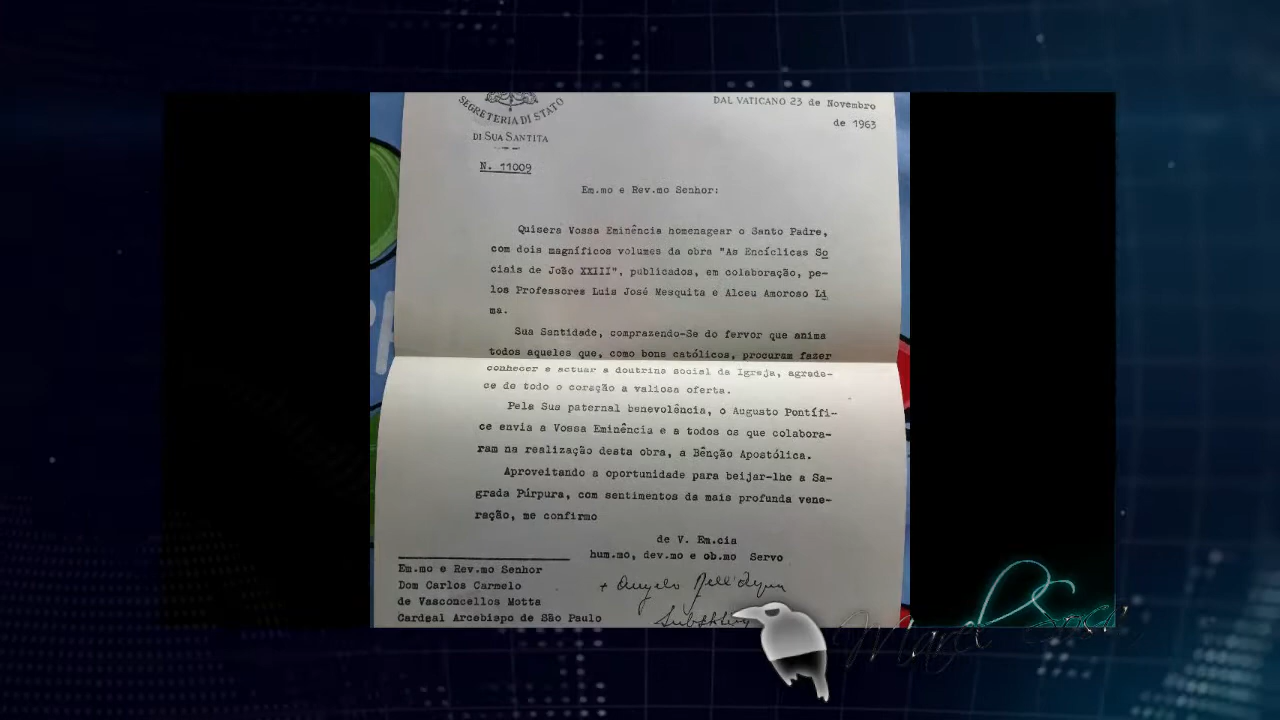 SEGRETERIA DI STATO
DI SUA SANTITA
N. 11009
DAL VATICANO 23 de Novembro
de 1963
Em.mo e Rev.mo Senhor:
Quisera Vossa Eminência homenagear o Santo Padre,
com dois magníficos volumes da obra "As Encíclicas So
ciais de João XXIII", publicados, em colaboração, pe-
los Professores Luis José Mesquita e Alceu Amoroso Li
ma.
Sua Santidade, comprazendo-Se do fervor que anima
todos aqueles que, como bons católicos, procuram fazer
conhecer e actuar a doutrina social da Igreja, agrade-
ce de todo o coração a valiosa oferta.
Pela Sua paternal benevolência, o Augusto Pontífi-
ce envia a Vossa Eminência e a todos os que colabora-
ram na realização desta obra, a Bênção Apostólica.
Aproveitando a oportunidade para beijar-lhe a Sa-
grada Púrpura, com sentimentos da mais profunda vene-
ração, me confirmo
de V. Em.cia
hum.mo, dev.mo e ob.mo Servo
+ Angelo Dell'Acqua
Em.mo e Rev.mo Senhor
Dom Carlos Carmelo
de Vasconcellos Motta
Cardeal Arcebispo de São Paulo